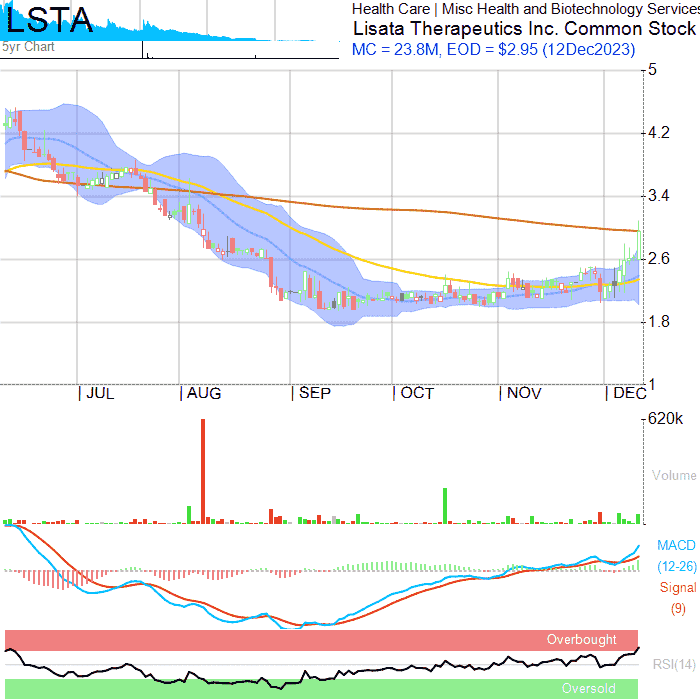 LSTA
5yr Chart
Health Care | Misc Health and Biotechnology Services
Lisata Therapeutics Inc. Common Stock
MC = 23.8M, EOD = $2.95 (12Dec2023)
5
4.2
3.4
2.6
1.8
1
JUL AUG SEP OCT NOV DEC
620k
Volume
MACD
(12-26)
Signal
(9)
Overbought
RSI(14)
Oversold